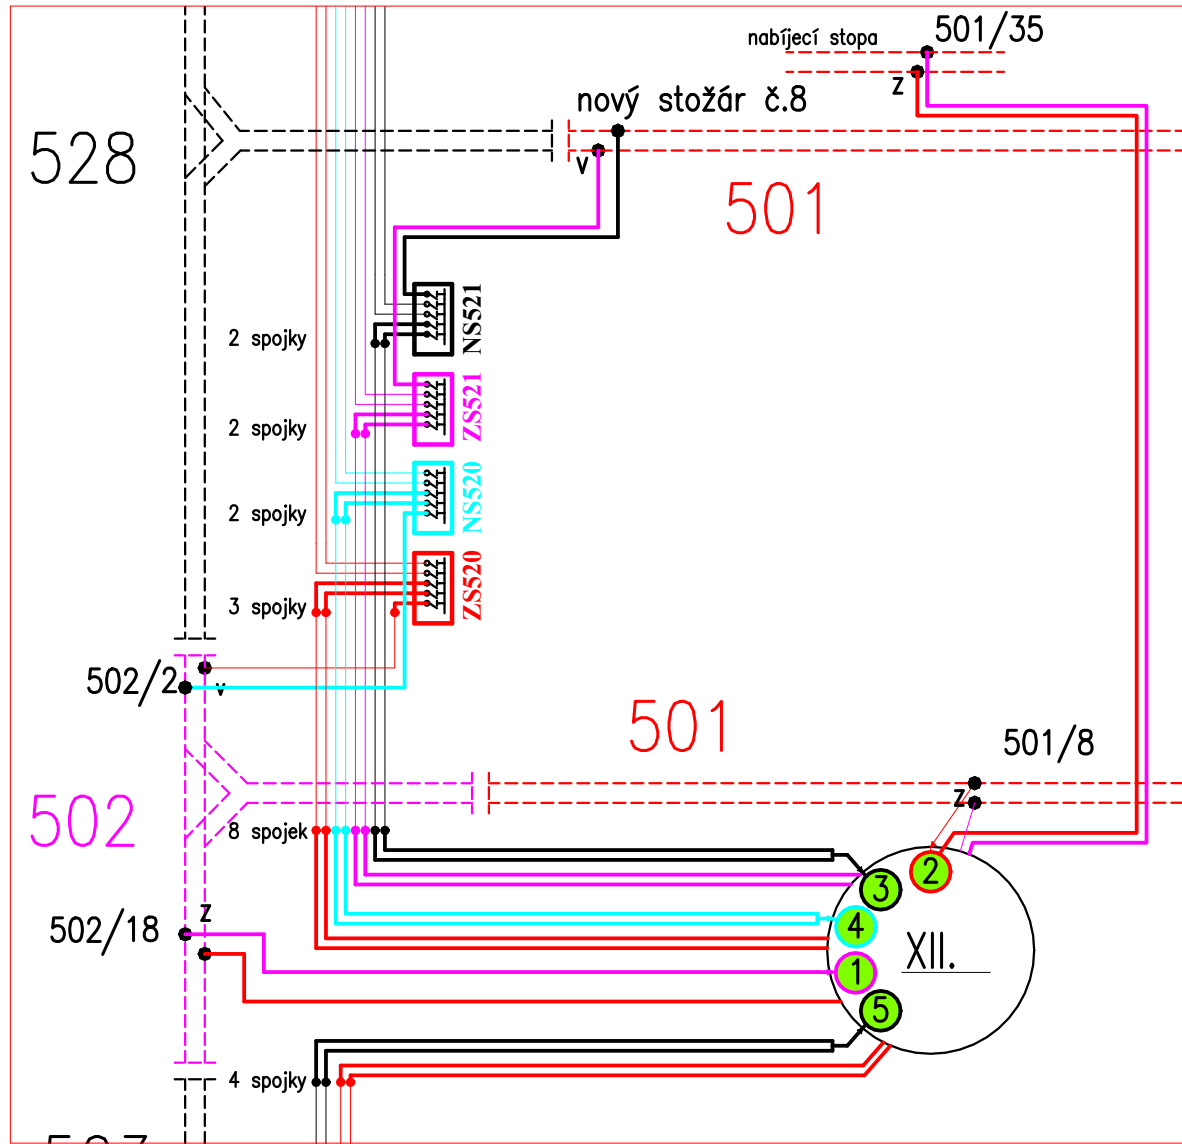 501/35
nabíjecí stopa
z
nový stožár č.8
528
v
501
NS521
2 spojky
ZS521
2 spojky
NS520
2 spojky
ZS520
3 spojky
502/2
v
501
501/8
z
502
8 spojek
2
3
z
502/18
4
XII.
1
5
4 spojky